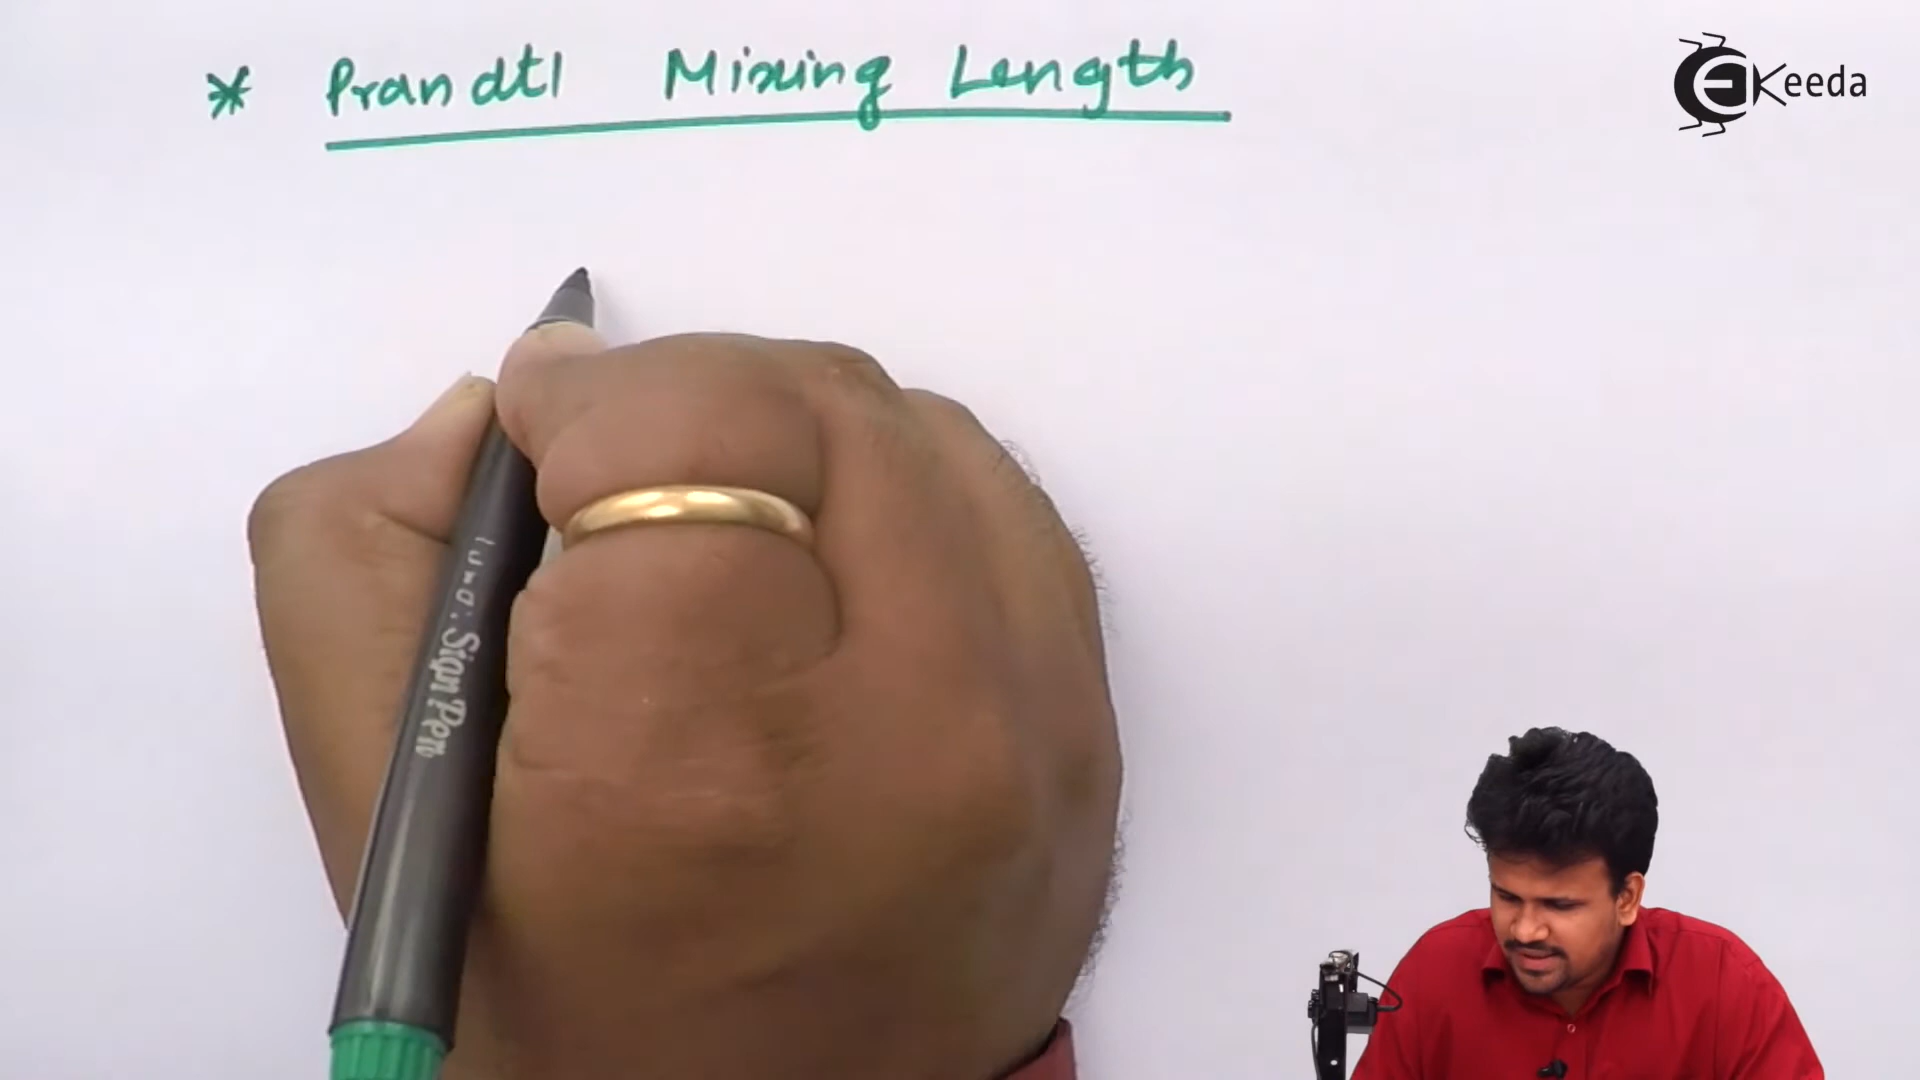 * Prandtl Mixing Length
Keeda
Sign Pen